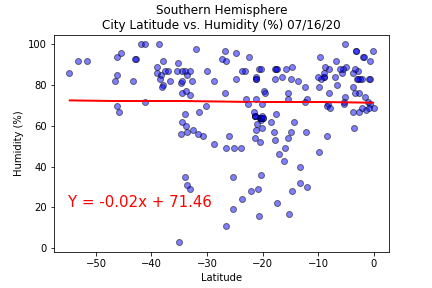 Southern Hemisphere
City Latitude vs. Humidity (%) 07/16/20
100
80
60
40
20
0
Humidity (%)
Y = -0.02x + 71.46
−50
−40
−30
−20
−10
0
Latitude